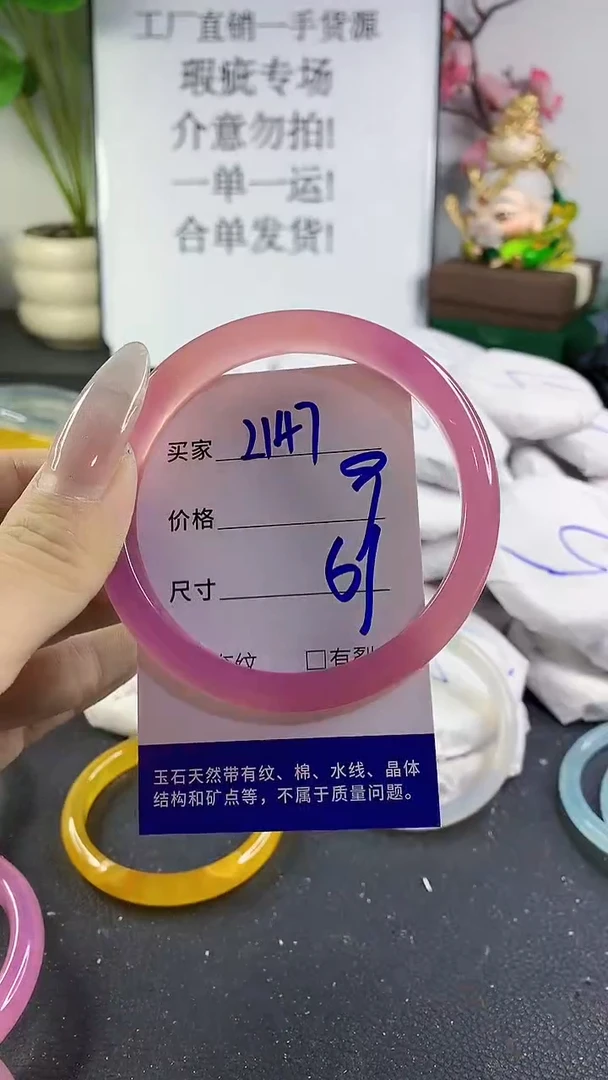 工厂直销一手货源
瑕疵专场
介意勿拍!
一单一运!
合单发货!
买家 2147
价格 9
尺寸 61
纹 □有裂
玉石天然带有纹、棉、水线、晶体
结构和矿点等，不属于质量问题。